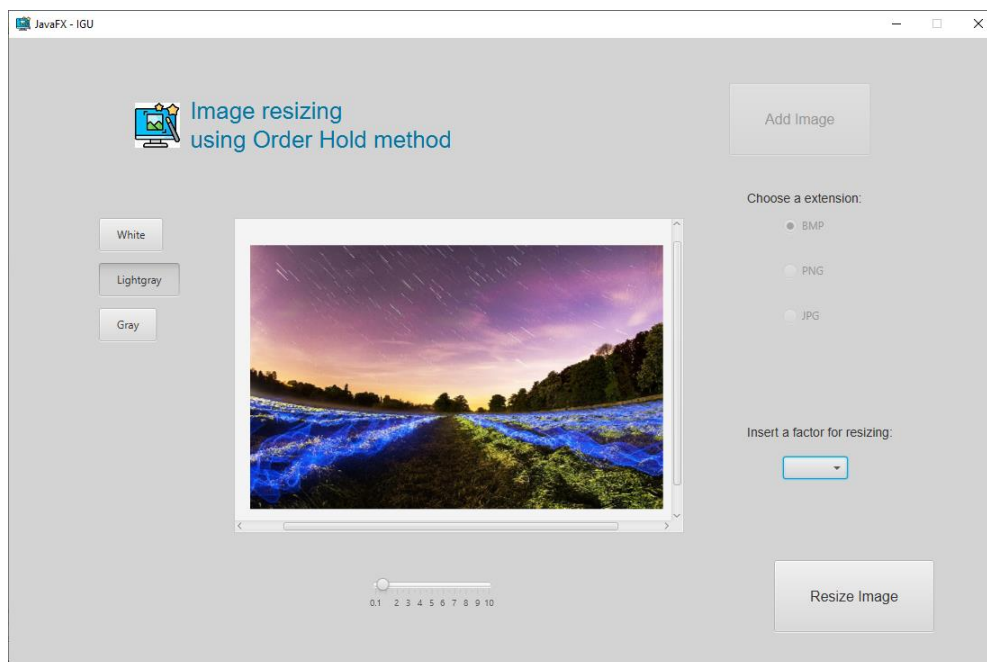 JavaFX - IGU
Image resizing
using Order Hold method
Add Image
Choose a extension:
BMP
PNG
JPG
White
Lightgray
Gray
Insert a factor for resizing:
0.1 2 3 4 5 6 7 8 9 10
Resize Image